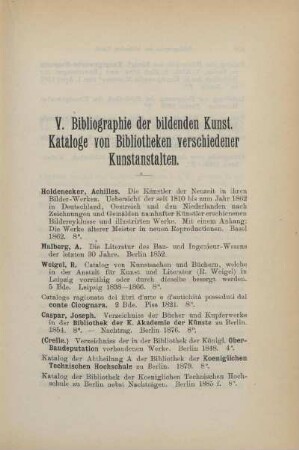 V. Bibliographie der bildenden Kunst.
Kataloge von Bibliotheken verschiedener
Kunstanstalten.
Holdenecker, Achilles. Die Künstler der Neuzeit in ihren
Bilder-Werken. Uebersicht der seit 1810 bis zum Jahr 1862
in Deutschland, Oestreich und den Niederlanden nach
Zeichnungen und Gemälden namhafter Künstler erschienenen
Bildercyklusse und illustrirten Werke. Mit einem Anhang:
Die Werke älterer Meister in neuen Reproductionen. Basel
1862. 8°.
Halburg, A. Die Literatur des Bau- und Ingenieur-Wesens
der letzten 30 Jahre. Berlin 1852.
Weigel, R. Catalog von Kunstsachen und Büchern, welche
in der Anstalt für Kunst und Literatur (R. Weigel) in
Leipzig vorräthig oder durch dieselbe besorgt werden.
5 Bde. Leipzig 1838—1866. 8°.
Catalogo ragionato dei libri d'arte e d'antichità posseduti dal
conte Cicognara. 2 Bde. Pisa 1821. 8°.
Caspar, Joseph. Verzeichniss der Bücher und Kupferwerke
in der Bibliothek der K. Akademie der Künste zu Berlin.
1854. 8°. — Nachtrag. Berlin 1876. 8°.
(Crelle.) Verzeichniss der in der Bibliothek der Königl. Ober-
Baudeputation vorhandenen Werke. Berlin 1828. 4°.
Katalog der Abtheilung A der Bibliothek der Koeniglichen
Technischen Hochschule zu Berlin. 1879. 8°.
Katalog der Bibliothek der Koeniglichen Technischen Hoch-
schule zu Berlin nebst Nachträgen. Berlin 1885 f. 8°.